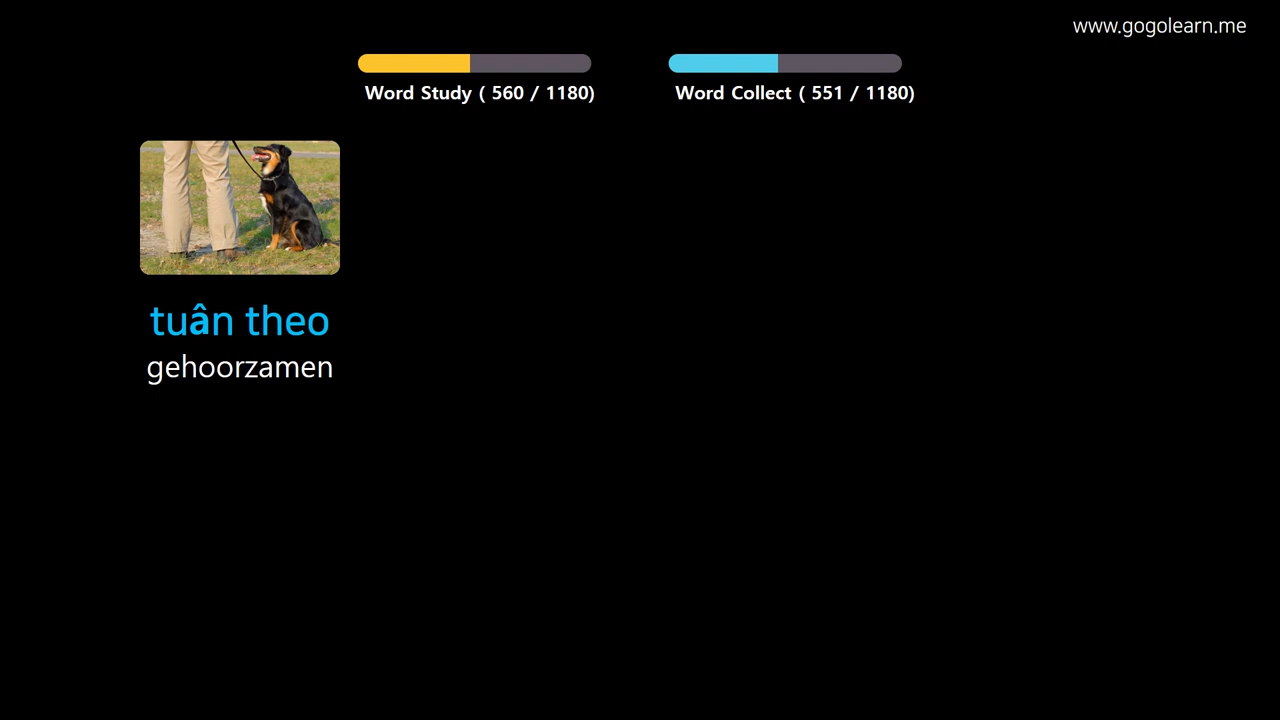 www.gogolearn.me
Word Study ( 560 / 1180)
Word Collect ( 551 / 1180)
tuân theo
gehoorzamen